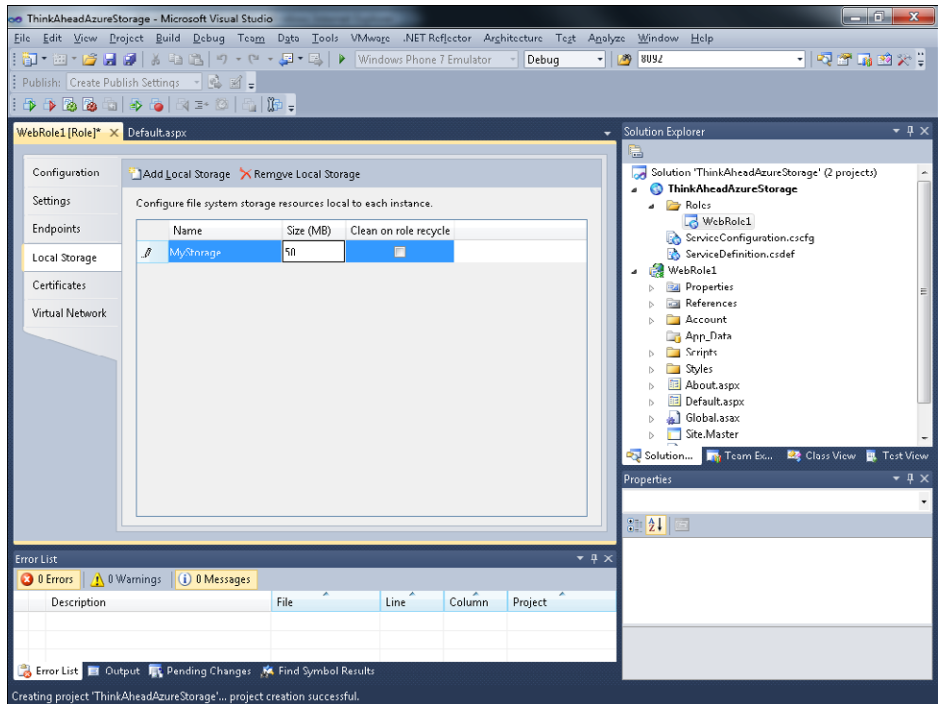 ThinkAheadAzureStorage - Microsoft Visual Studio
File Edit View Project Build Debug Team Data Tools VMware .NET Reflector Architecture Test Analyze Window Help
Windows Phone 7 Emulator Debug 8092
Publish: Create Publish Settings
WebRole1 [Role]* Default.aspx
Configuration
Settings
Endpoints
Local Storage
Certificates
Virtual Network
Add Local Storage Remove Local Storage
Configure file system storage resources local to each instance.
Name Size (MB) Clean on role recycle
MyStorage 50
Solution Explorer
Solution 'ThinkAheadAzureStorage' (2 projects)
ThinkAheadAzureStorage
Roles
WebRole1
ServiceConfiguration.cscfg
ServiceDefinition.csdef
WebRole1
Properties
References
Account
App_Data
Scripts
Styles
About.aspx
Default.aspx
Global.asax
Site.Master
Solution... Team Ex... Class View Test View
Properties
Error List
0 Errors 0 Warnings 0 Messages
Description File Line Column Project
Error List Output Pending Changes Find Symbol Results
Creating project 'ThinkAheadAzureStorage'... project creation successful.